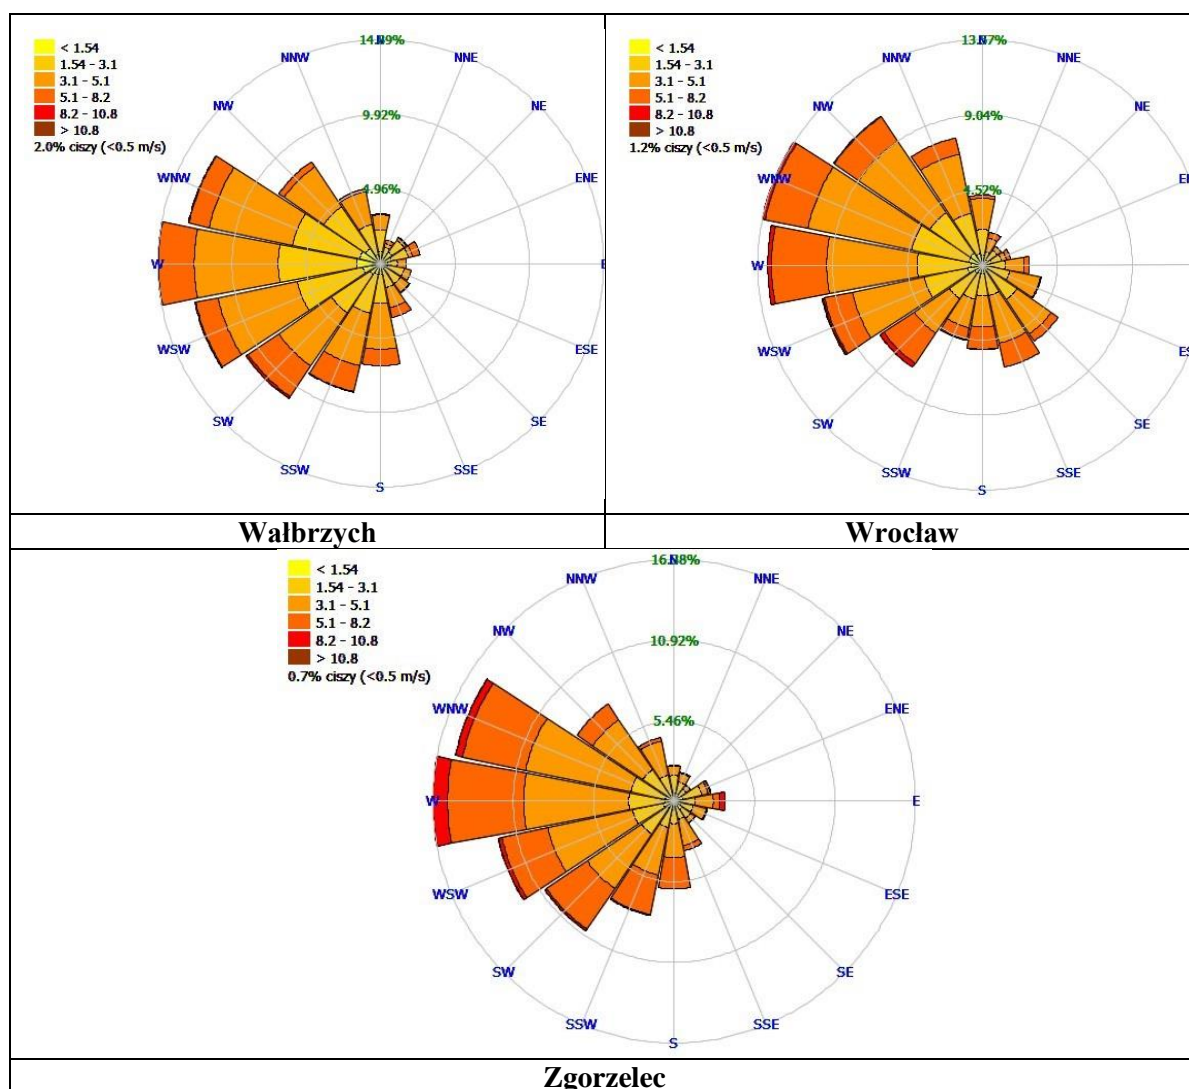 < 1.54
1.54 - 3.1
3.1 - 5.1
5.1 - 8.2
8.2 - 10.8
> 10.8
2.0% ciszy (<0.5 m/s)
NNW
NNE
NW
NE
9.92%
WNW
ENE
4.96%
W
E
WSW
ESE
SW
SE
SSW
SSE
S
Wałbrzych
< 1.54
1.54 - 3.1
3.1 - 5.1
5.1 - 8.2
8.2 - 10.8
> 10.8
1.2% ciszy (<0.5 m/s)
NNW
NNE
NW
NE
9.04%
WNW
4.52%
W
WSW
SW
SE
SSW
SSE
S
Wrocław
< 1.54
1.54 - 3.1
3.1 - 5.1
5.1 - 8.2
8.2 - 10.8
> 10.8
0.7% ciszy (<0.5 m/s)
NNW
NNE
NW
NE
10.92%
WNW
ENE
5.46%
W
E
WSW
ESE
SW
SE
SSW
SSE
S
Zgorzelec